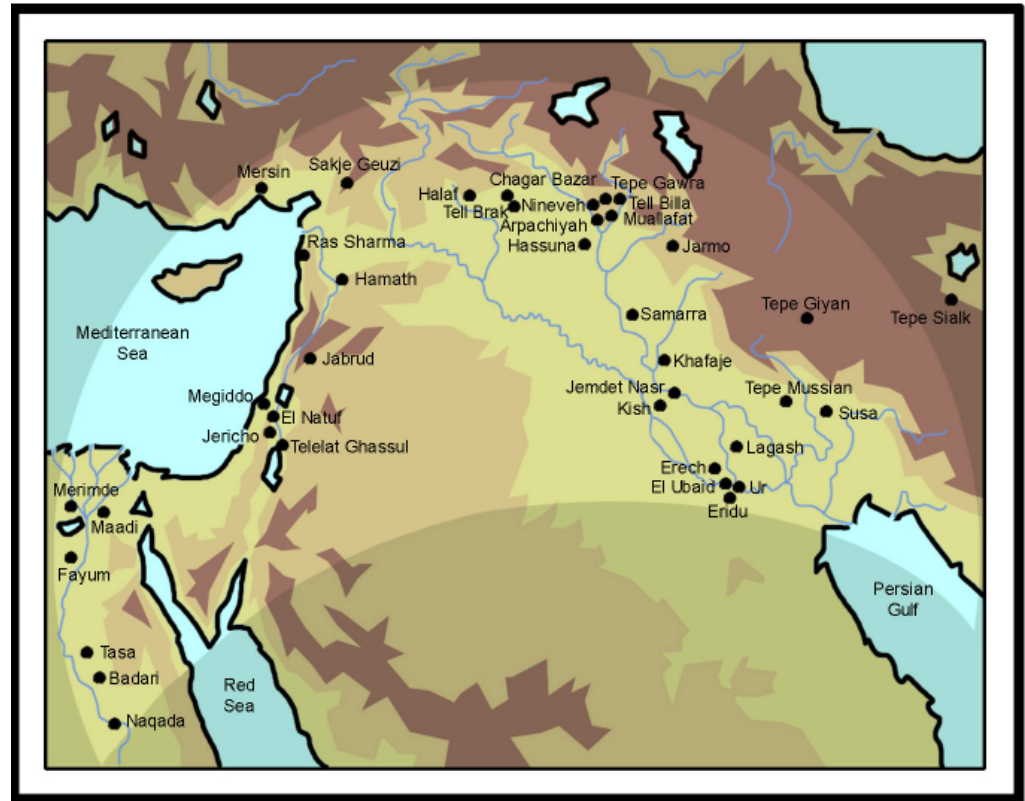 Mersin
Sakje Geuzi
Halaf
Chagar Bazar
Tell Brak
Nineveh
Tepe Gawra
Tell Billa
Arpachiyah
Muallafat
Hassuna
Jarmo
Ras Sharma
Hamath
Mediterranean
Sea
Jabrud
Samarra
Tepe Giyan
Tepe Sialk
Khafaje
Megiddo
El Natuf
Jericho
Telelat Ghassul
Jemdet Nasr
Kish
Tepe Mussian
Susa
Lagash
Erech
El Ubaid
Ur
Eridu
Merimde
Maadi
Fayum
Persian
Gulf
Tasa
Badari
Naqada
Red
Sea